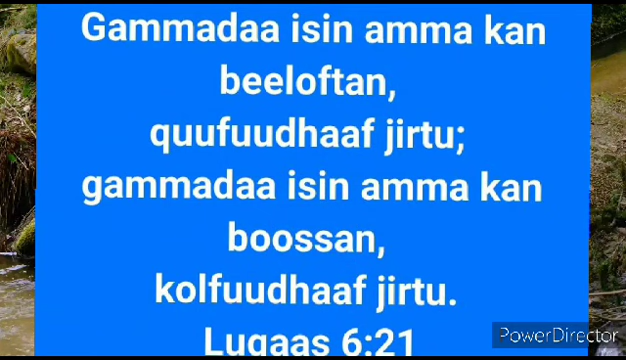 Gammadaa isin amma kan
beeloftan,
quufuudhaaf jirtu;
gammadaa isin amma kan
boossan,
kolfuudhaaf jirtu.
Luqaas 6:21
PowerDirector